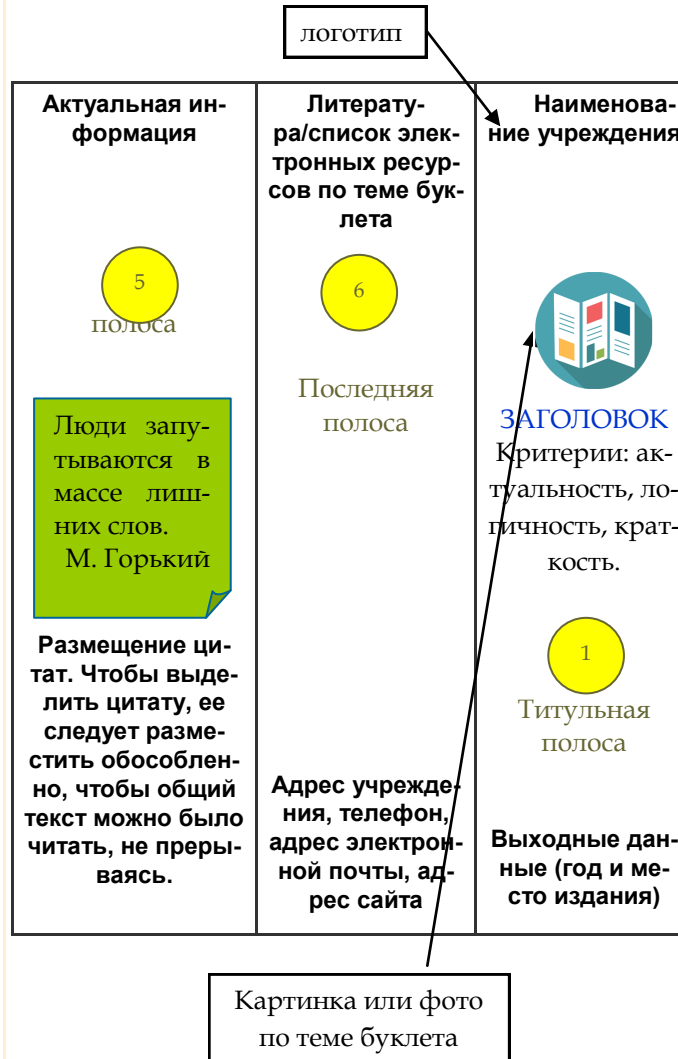 логотип
Актуальная ин-
формация
5
полоса
Люди запу-
тываются в
массе лиш-
них слов.
М. Горький
Размещение ци-
тат. Чтобы выде-
лить цитату, ее
следует разме-
стить обособлен-
но, чтобы общий
текст можно было
читать, не преры-
ваясь.
Литерату-
ра/список элек-
тронных ресур-
сов по теме бук-
лета
6
Последняя
полоса
Адрес учрежде-
ния, телефон,
адрес электрон-
ной почты, ад-
рес сайта
Наименова-
ние учреждения
ЗАГОЛОВОК
Критерии: ак-
туальность, ло-
гичность, крат-
кость.
1
Титульная
полоса
Выходные дан-
ные (год и ме-
сто издания)
Картинка или фото
по теме буклета